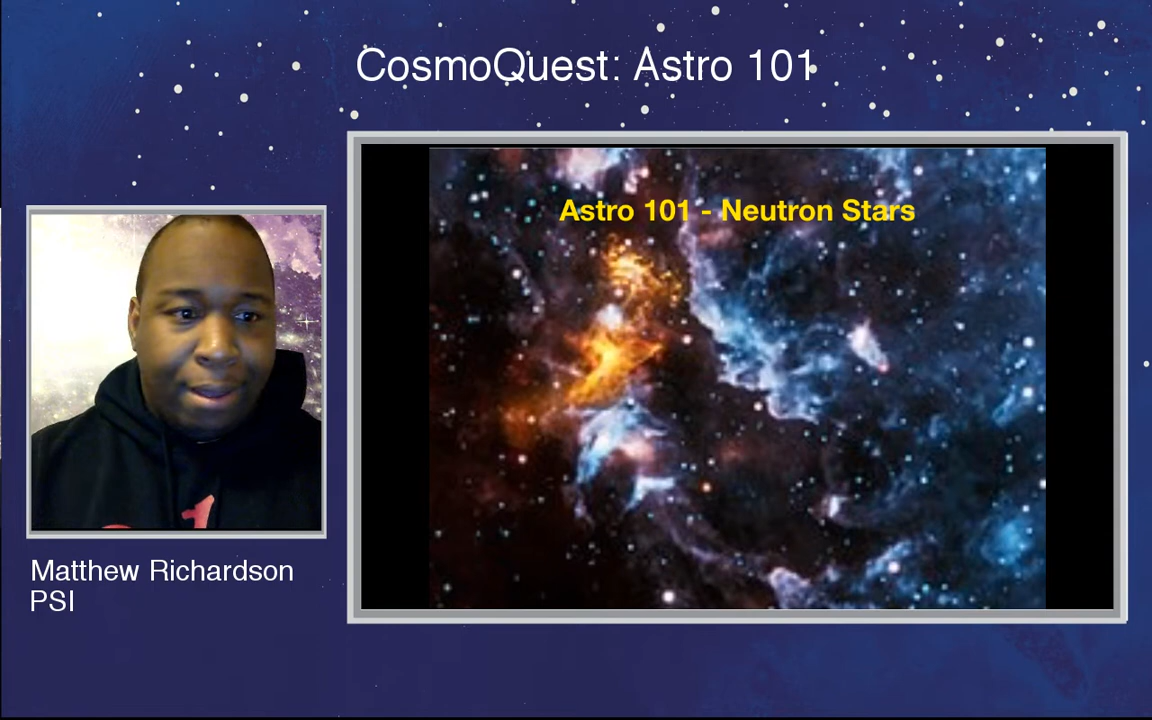 CosmoQuest: Astro 101
Astro 101 - Neutron Stars
Matthew Richardson
PSI